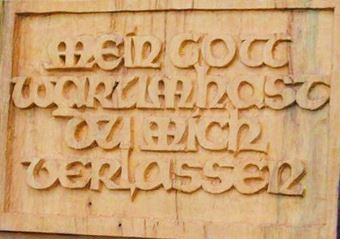 MEIN GOTT
WARUM HAST
DU MICH
VERLASSEN